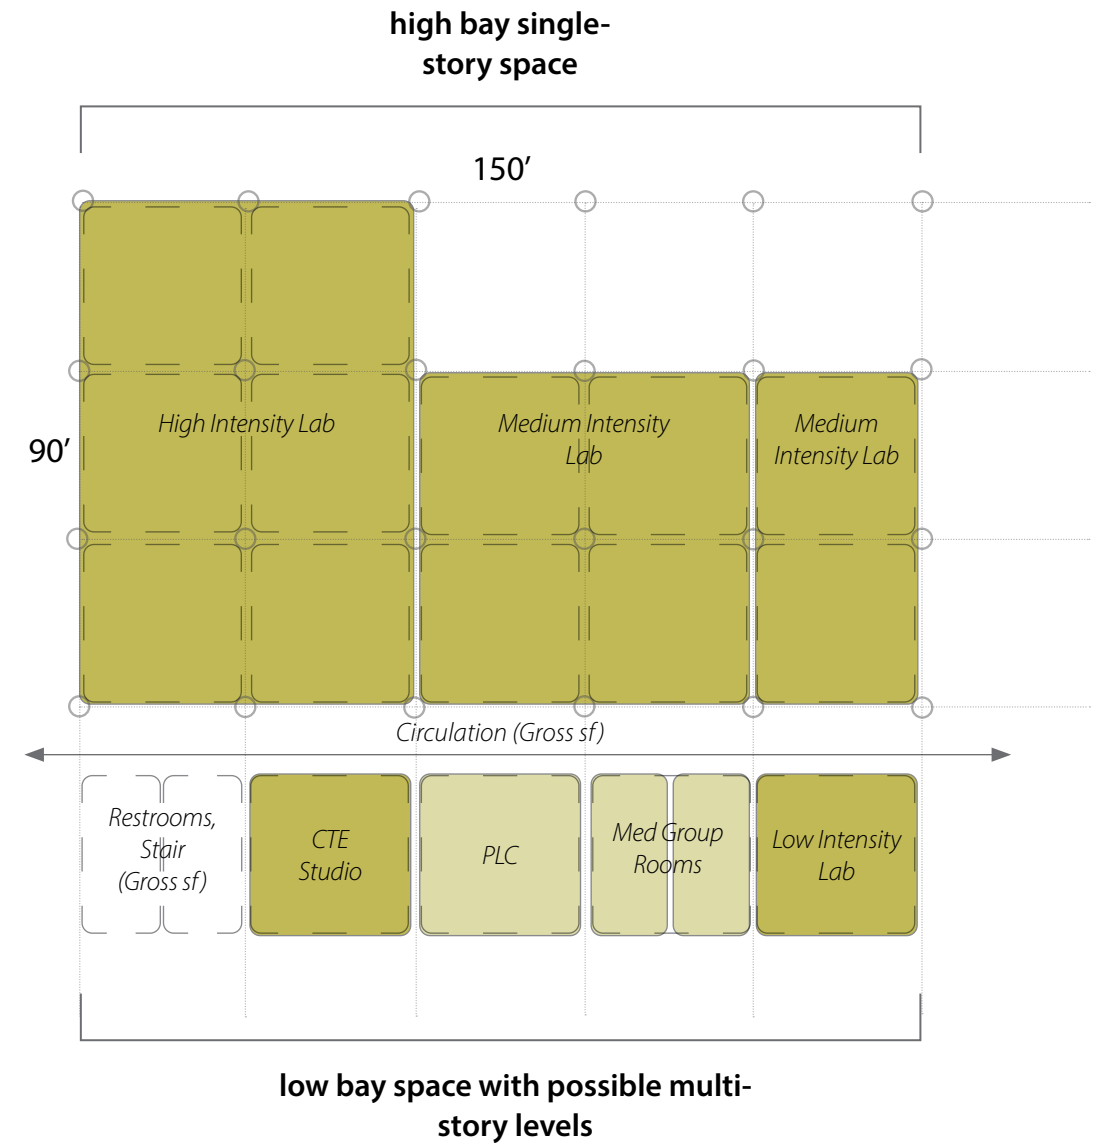 high bay single-
story space
150’
High Intensity Lab
Medium Intensity
Lab
Medium
Intensity Lab
90’
Circulation (Gross sf)
Restrooms,
Stair
(Gross sf)
CTE
Studio
PLC
Med Group
Rooms
Low Intensity
Lab
low bay space with possible multi-
story levels